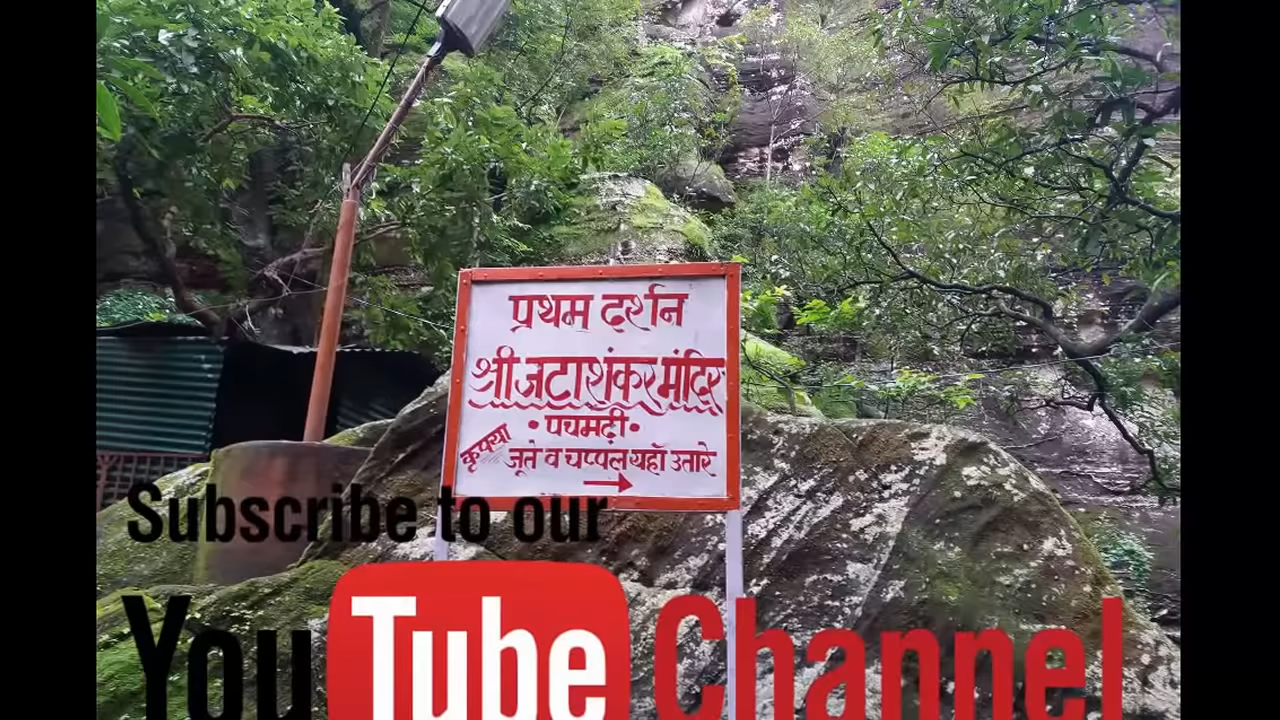 प्रथम दर्शन
श्री जटाशंकर मंदिर
• पचमढ़ी •
कृपया
जूते व चप्पल यहाँ उतारे
Subscribe to our
YouTube Channel